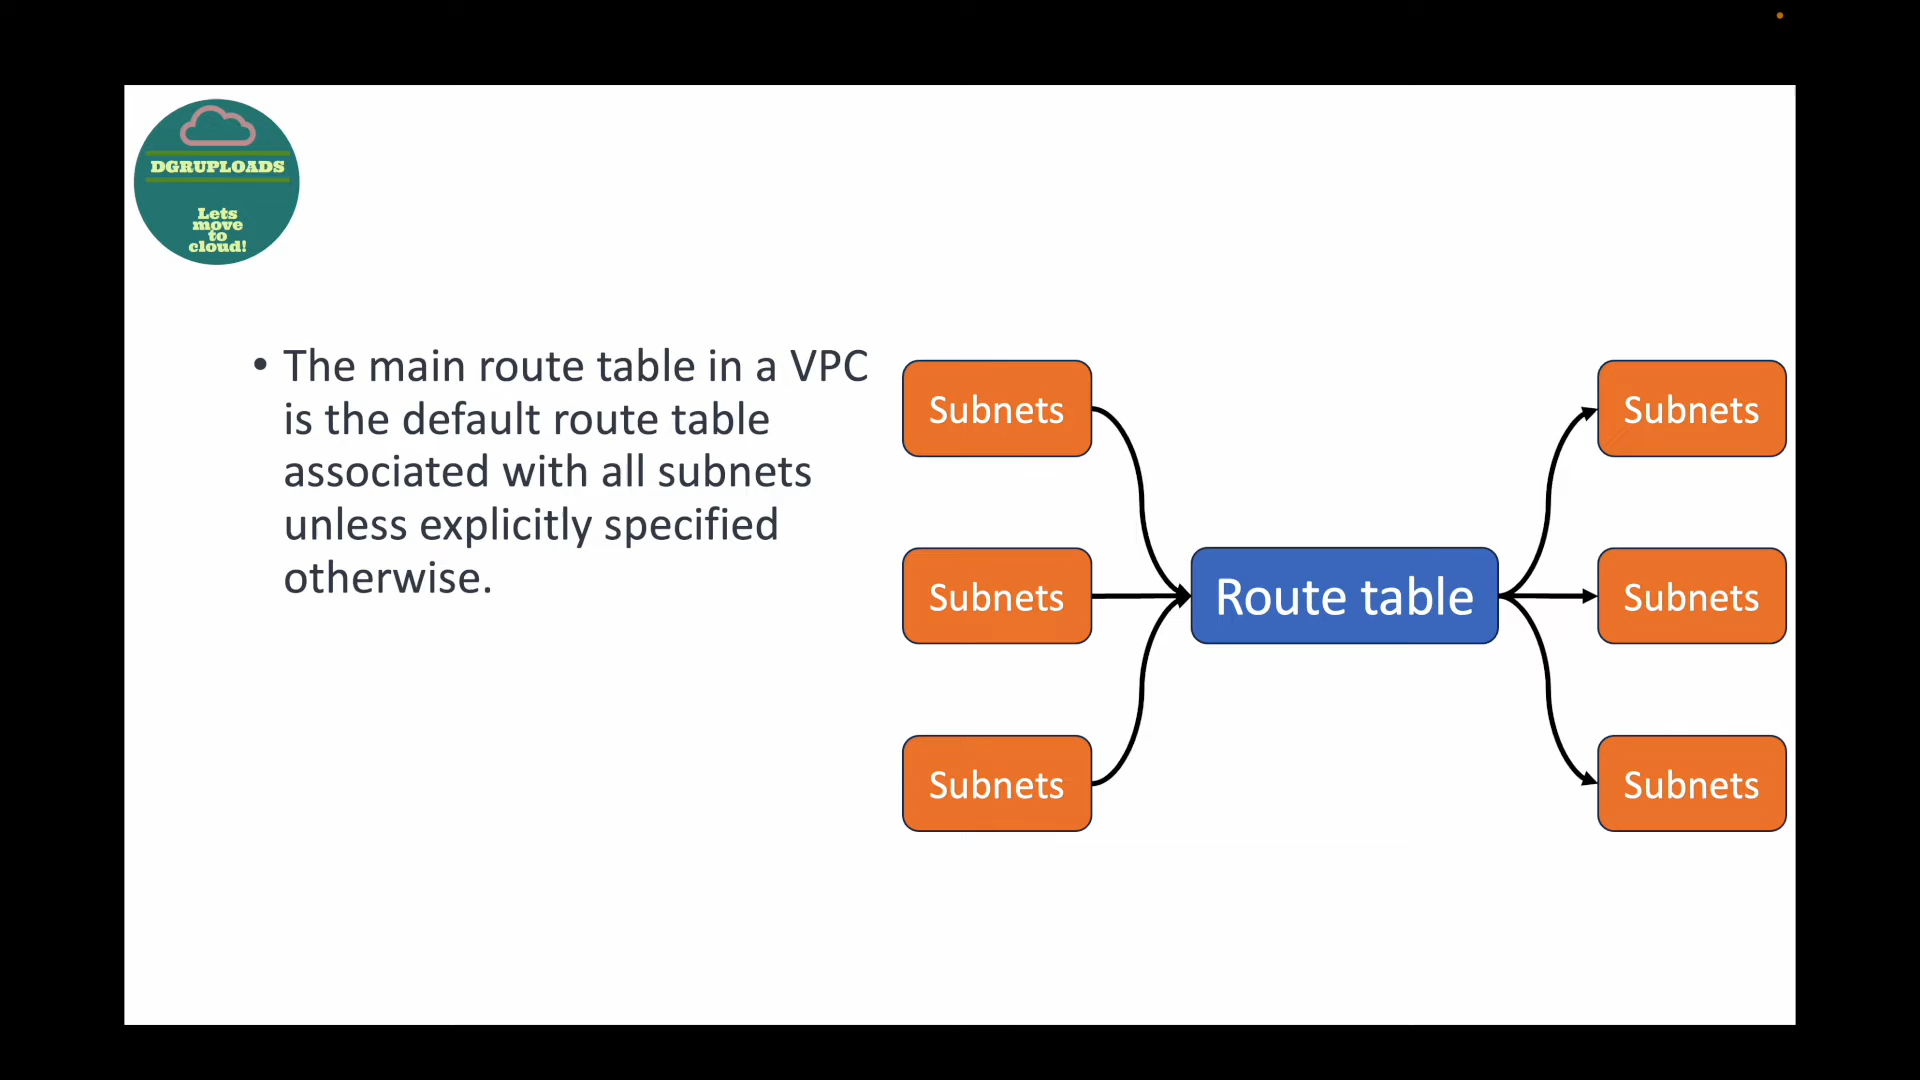 DGRUPLOADS
Lets
move
to
cloud!
• The main route table in a VPC
is the default route table
associated with all subnets
unless explicitly specified
otherwise.
Subnets
Subnets
Subnets
Route table
Subnets
Subnets
Subnets